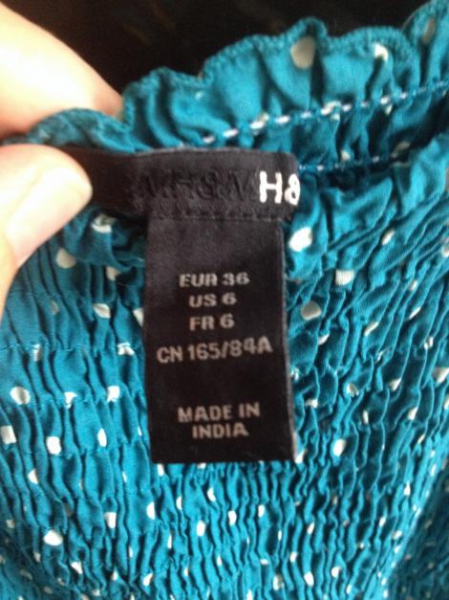 H&M H&
EUR 36
US 6
FR 6
CN 165/84A
MADE IN
INDIA